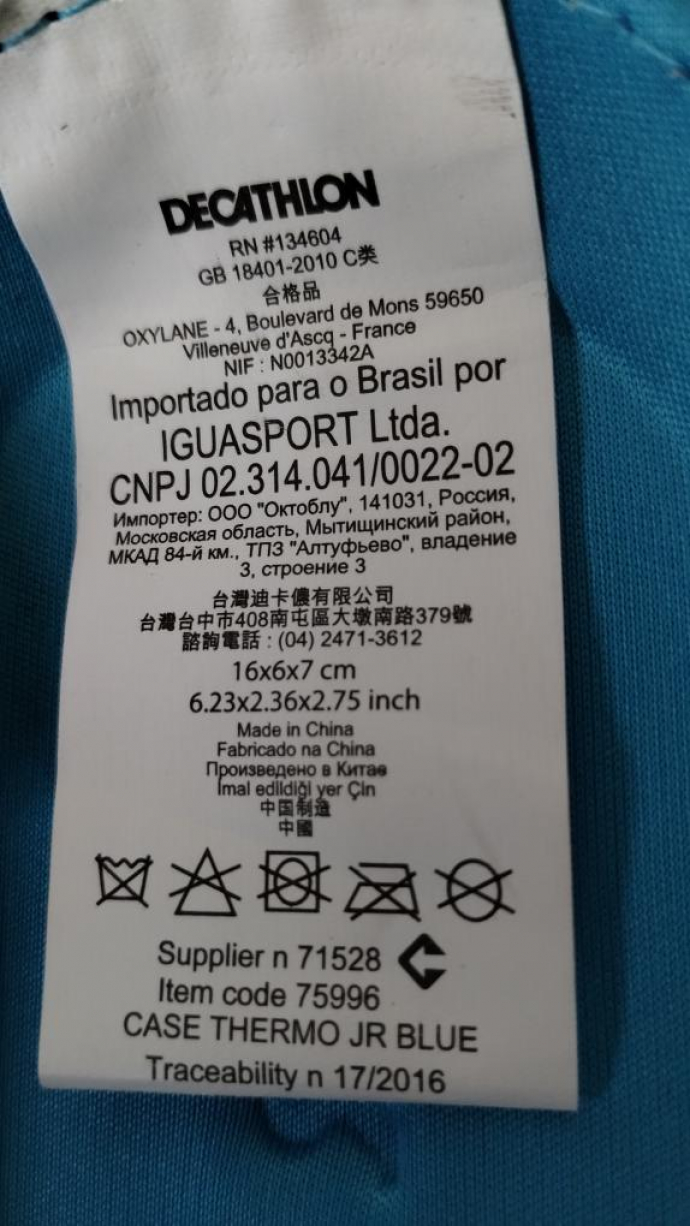 DECATHLON
RN #134604
GB 18401-2010 C类
合格品
OXYLANE - 4, Boulevard de Mons 59650
Villeneuve d'Ascq - France
NIF : N0013342A
Importado para o Brasil por
IGUASPORT Ltda.
CNPJ 02.314.041/0022-02
Импортер: ООО "Октоблу", 141031, Россия,
Московская область, Мытищинский район,
МКАД 84-й км., ТПЗ "Алтуфьево", владение
3, строение 3
台灣迪卡儂有限公司
台灣台中市408南屯區大墩南路379號
諮詢電話 : (04) 2471-3612
16x6x7 cm
6.23x2.36x2.75 inch
Made in China
Fabricado na China
Произведено в Китае
İmal edildiği yer Çin
中国制造
中國
Supplier n 71528
Item code 75996
CASE THERMO JR BLUE
Traceability n 17/2016